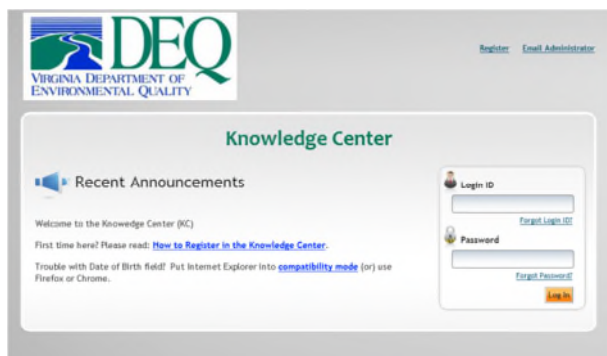 DEQ
VIRGINIA DEPARTMENT OF
ENVIRONMENTAL QUALITY
Register Email Administrator
Knowledge Center
Recent Announcements
Welcome to the Knowedge Center (KC)
First time here? Please read: How to Register in the Knowledge Center.
Trouble with Date of Birth field? Put Internet Explorer into compatibility mode (or) use
Firefox or Chrome.
Login ID
Forgot Login ID?
Password
Forgot Password?
Log In